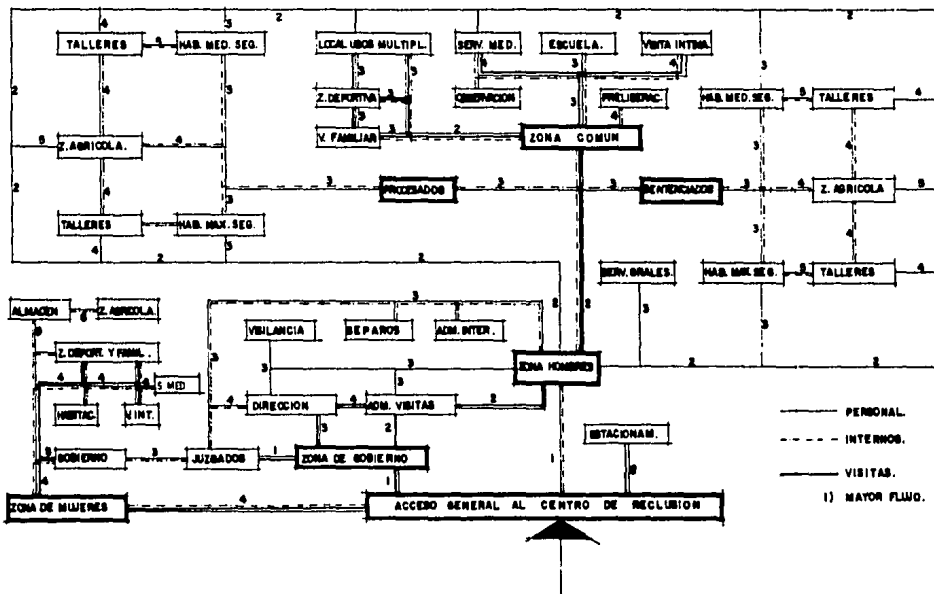 TALLERES
HAB. MED. SEG.
LOCAL USOS MULTIPL.
SERV. MED.
ESCUELA.
VISITA INTIMA.
Z. DEPORTIVA
OBSERVACION
PRELIBERAC.
HAB. MED. SEG.
TALLERES
Z. AGRICOLA.
V. FAMILIAR
ZONA COMUN
PROCESADOS
SENTENCIADOS
Z. AGRICOLA
TALLERES
HAB. MAX. SEG.
SERV. GRALES.
HAB. MAX. SEG.
TALLERES
ALMACEN
Z. AGRICOLA.
VIGILANCIA
SEPAROS
ADM. INTER.
Z. DEPORT. Y FAMIL.
ZONA HOMBRES
S. MED
HABITAC.
V. INT.
DIRECCION
ADM. VISITAS
ESTACIONAM.
GOBIERNO
JUZGADOS
ZONA DE GOBIERNO
ZONA DE MUJERES
ACCESO GENERAL AL CENTRO DE RECLUSION
PERSONAL.
INTERNOS.
VISITAS.
1) MAYOR FLUJO.